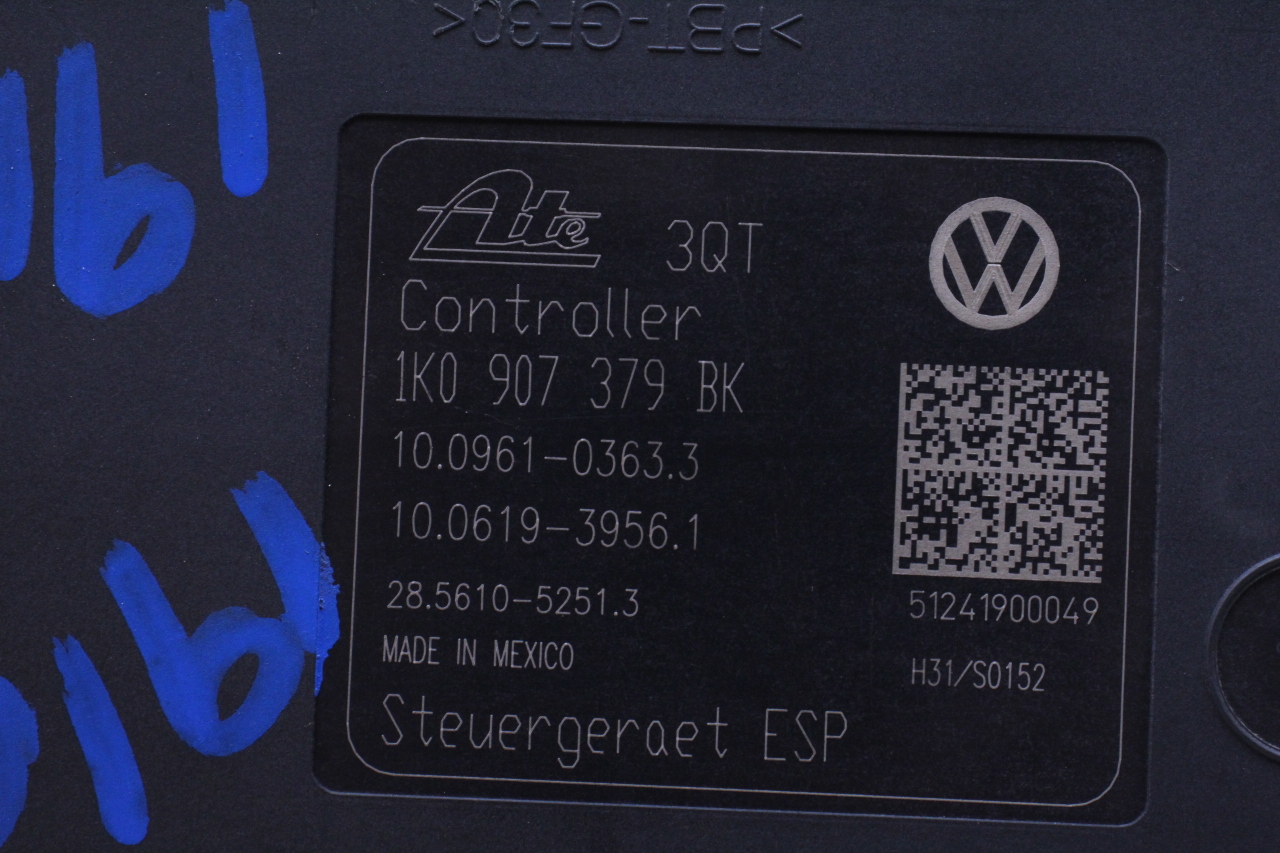 >PBT-GF30<
161
Ate 3QT
Controller
1K0 907 379 BK
10.0961-0363.3
10.0619-3956.1
28.5610-5251.3
MADE IN MEXICO
Steuergeraet ESP
51241900049
H31/S0152